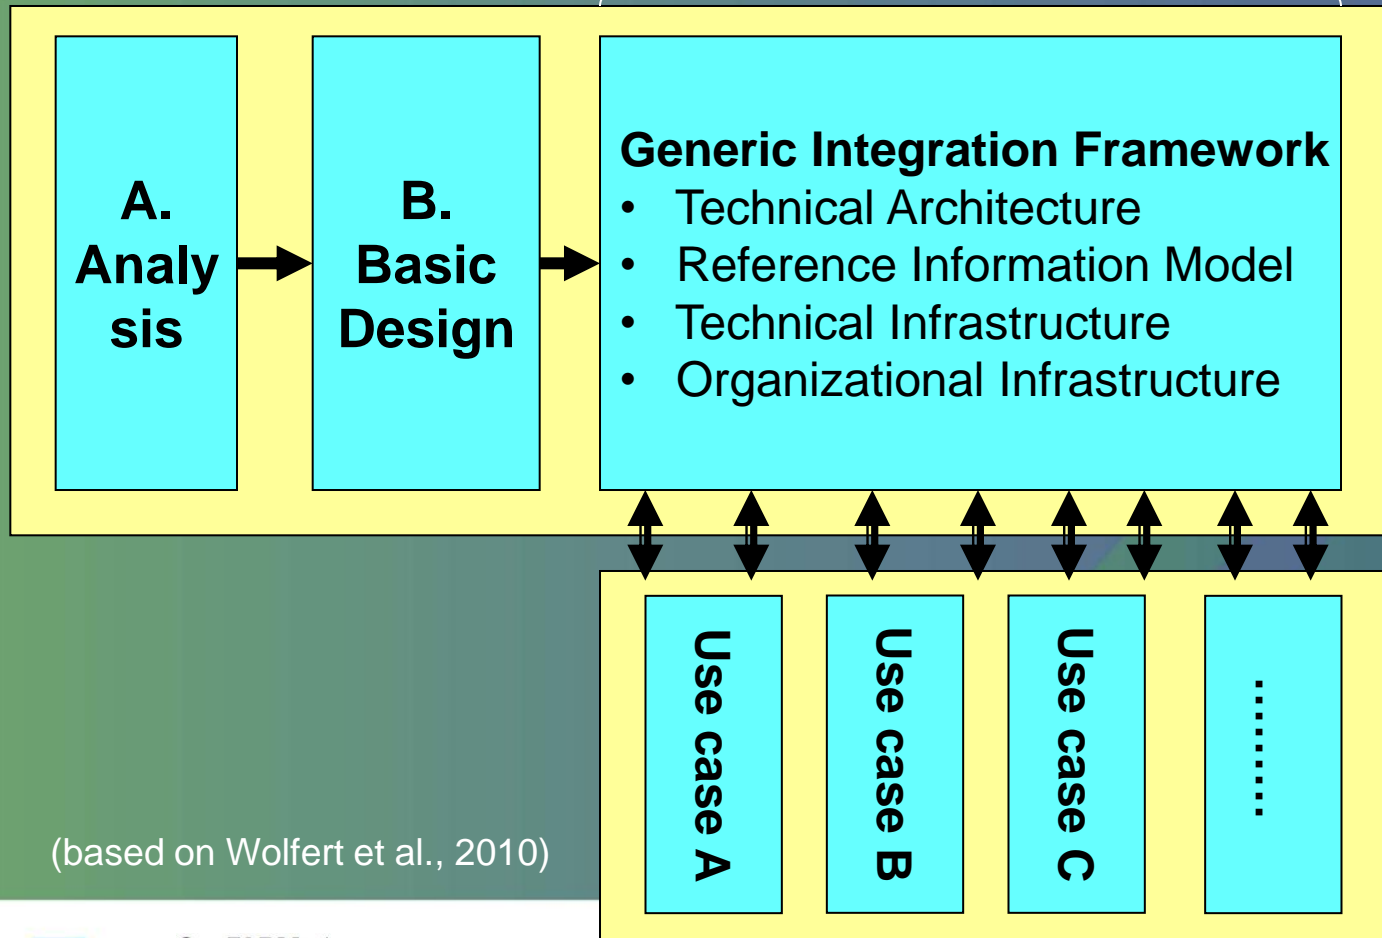 A.
Analy
sis
B.
Basic
Design
Generic Integration Framework
• Technical Architecture
• Reference Information Model
• Technical Infrastructure
• Organizational Infrastructure
Use case A
Use case B
Use case C
.........
(based on Wolfert et al., 2010)